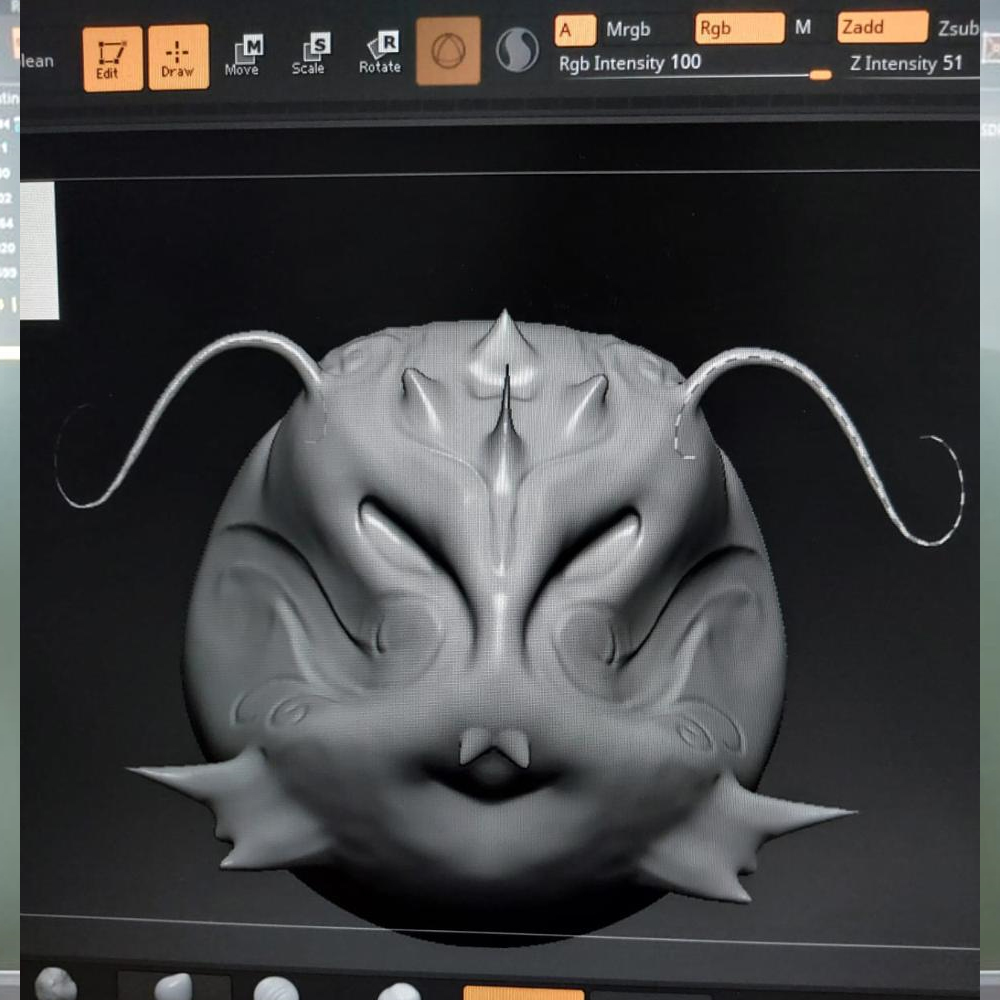 lean
Edit
Draw
M
Move
S
Scale
R
Rotate
A
Mrgb
Rgb
M
Zadd
Zsub
Rgb Intensity 100
Z Intensity 51